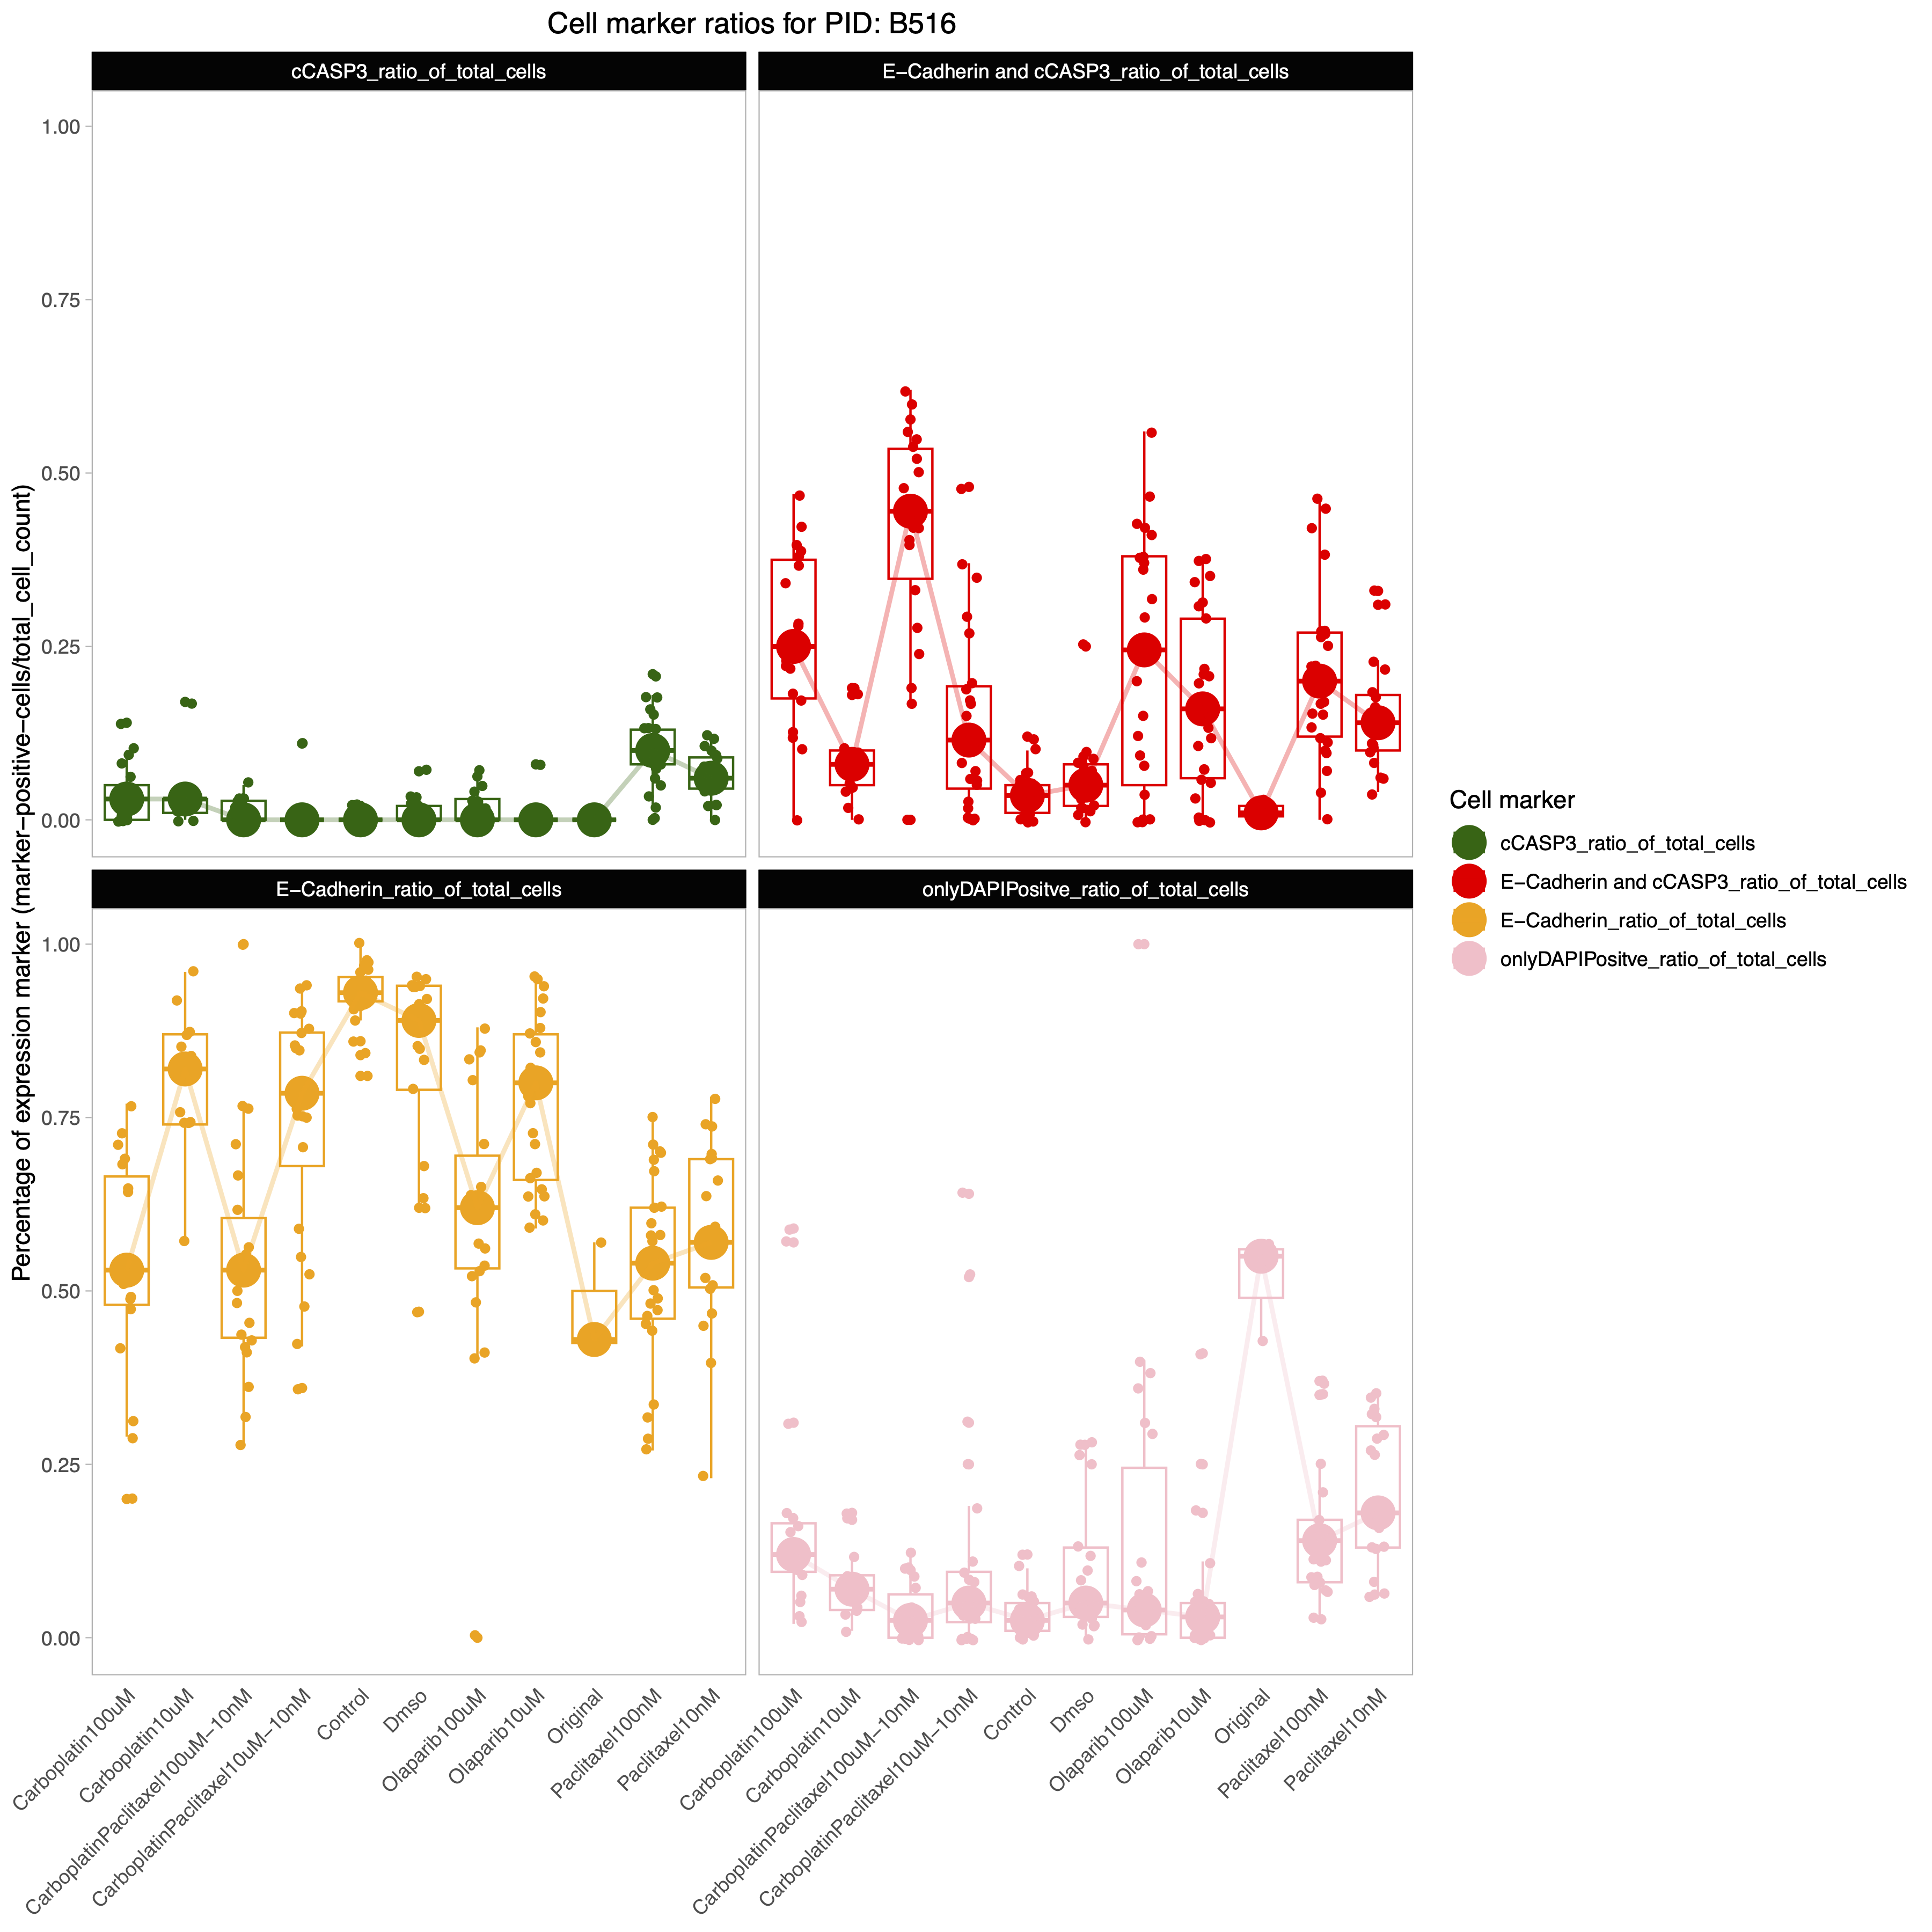 Cell marker ratios for PID: B516
cCASP3_ratio_of_total_cells
E−Cadherin and cCASP3_ratio_of_total_cells
1.00
0.75
0.50
0.25
0.00
E−Cadherin_ratio_of_total_cells
onlyDAPIPositve_ratio_of_total_cells
1.00
0.75
0.50
0.25
0.00
Percentage of expression marker (marker−positive−cells/total_cell_count)
Carboplatin100uM
Carboplatin10uM
CarboplatinPaclitaxel100uM−10nM
CarboplatinPaclitaxel10uM−10nM
Control
Dmso
Olaparib100uM
Olaparib10uM
Original
Paclitaxel100nM
Paclitaxel10nM
Carboplatin100uM
Carboplatin10uM
CarboplatinPaclitaxel100uM−10nM
CarboplatinPaclitaxel10uM−10nM
Control
Dmso
Olaparib100uM
Olaparib10uM
Original
Paclitaxel100nM
Paclitaxel10nM
Cell marker
cCASP3_ratio_of_total_cells
E−Cadherin and cCASP3_ratio_of_total_cells
E−Cadherin_ratio_of_total_cells
onlyDAPIPositve_ratio_of_total_cells